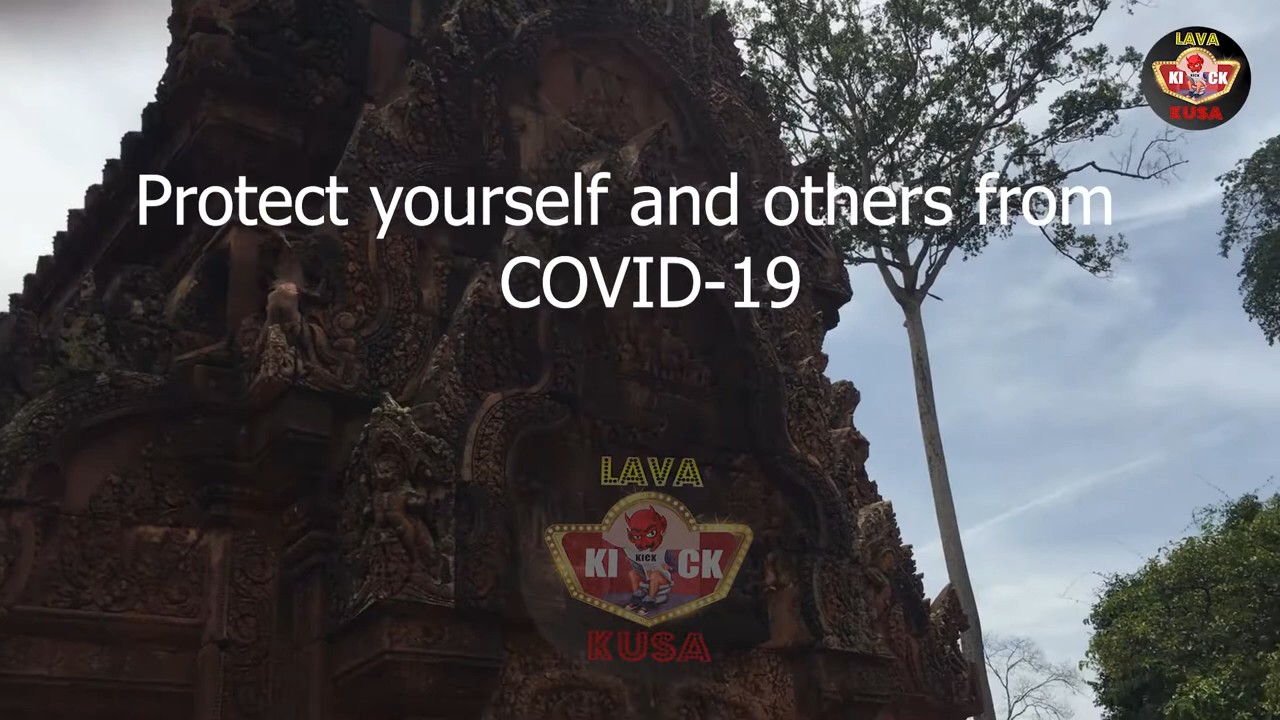 LAVA
KI CK
KUSA
Protect yourself and others from
COVID-19
LAVA
KI CK
KICK
KUSA